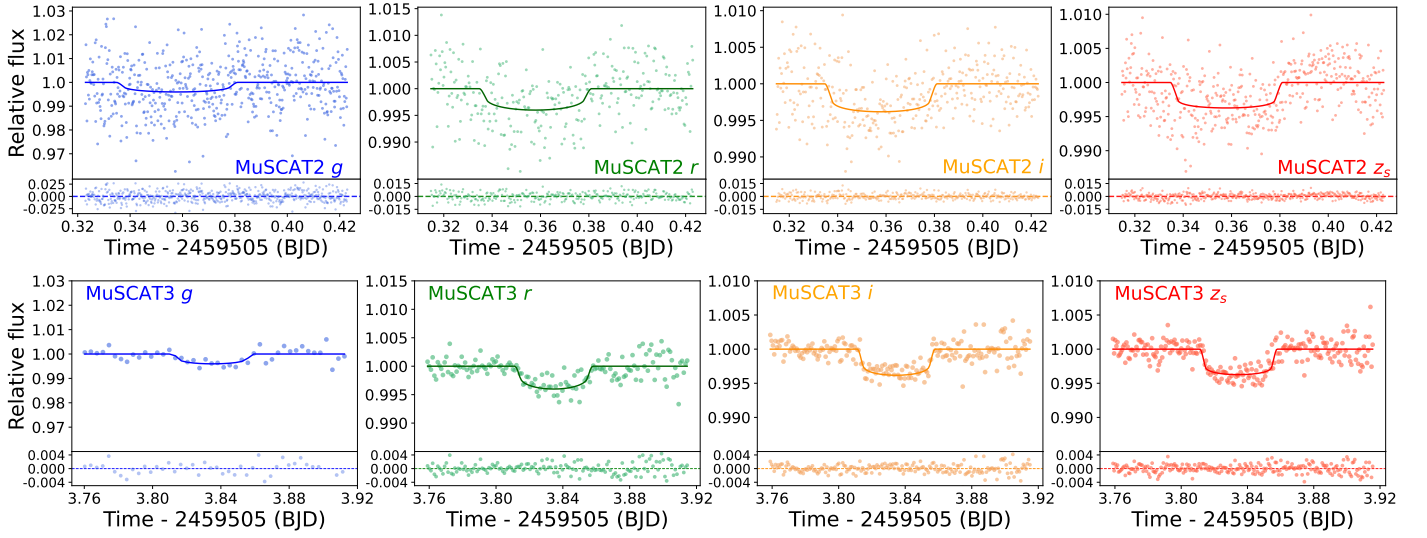 Relative flux
1.03
1.02
1.01
1.0
0.99
0.98
0.97
MuSCAT2 g
0.025
0.000
-0.025
0.32 0.34 0.36 0.38 0.40 0.42
Time - 2459505 (BJD)
1.015
1.010
1.005
1.000
0.995
0.990
MuSCAT2 r
0.015
0.000
-0.015
0.32 0.34 0.36 0.38 0.40 0.42
Time - 2459505 (BJD)
1.010
1.005
1.000
0.995
0.990
MuSCAT2 i
0.015
0.000
-0.015
0.32 0.34 0.36 0.38 0.40 0.42
Time - 2459505 (BJD)
1.010
1.005
1.000
0.995
0.990
MuSCAT2 zs
0.015
0.000
-0.015
0.32 0.34 0.36 0.38 0.40 0.42
Time - 2459505 (BJD)
Relative flux
1.03
1.02
1.01
1.00
0.99
0.98
0.97
MuSCAT3 g
0.004
0.000
-0.004
3.76 3.80 3.84 3.88 3.92
Time - 2459505 (BJD)
1.015
1.010
1.005
1.000
0.995
0.990
MuSCAT3 r
0.004
0.000
-0.004
3.76 3.80 3.84 3.88 3.92
Time - 2459505 (BJD)
1.010
1.005
1.000
0.995
0.990
MuSCAT3 i
0.004
0.000
-0.004
3.76 3.80 3.84 3.88 3.92
Time - 2459505 (BJD)
1.010
1.005
1.000
0.995
0.990
MuSCAT3 zs
0.004
0.000
-0.004
3.76 3.80 3.84 3.88 3.92
Time - 2459505 (BJD)